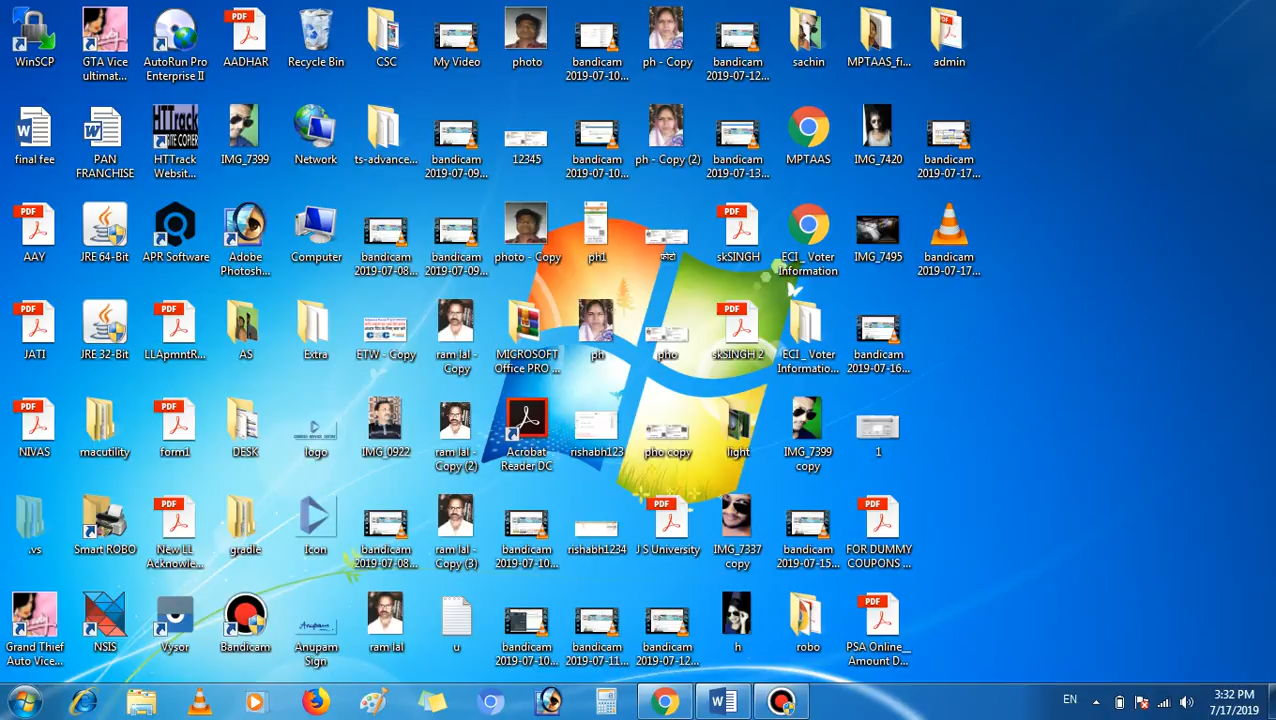 WinSCP
GTA Vice
ultimat...
AutoRun Pro
Enterprise II
AADHAR
Recycle Bin
CSC
My Video
photo
bandicam
2019-07-10...
ph - Copy
bandicam
2019-07-12...
sachin
MPTAAS_fi...
admin
final fee
PAN
FRANCHISE
HTTrack
Websit...
IMG_7399
Network
ts-advance...
bandicam
2019-07-09...
12345
bandicam
2019-07-10...
ph - Copy (2)
bandicam
2019-07-13...
MPTAAS
IMG_7420
bandicam
2019-07-17...
AAY
JRE 64-Bit
APR Software
Adobe
Photosh...
Computer
bandicam
2019-07-08...
bandicam
2019-07-09...
photo - Copy
ph1
फोटो
skSINGH
ECI _ Voter
Information
IMG_7495
bandicam
2019-07-17...
JATI
JRE 32-Bit
LLApmntR...
AS
Extra
ETW - Copy
ram lal -
Copy
MICROSOFT
Office PRO ...
ph
pho
skSINGH 2
ECI _ Voter
Informatio...
bandicam
2019-07-16...
NIVAS
macutility
form1
DESK
logo
IMG_0922
ram lal -
Copy (2)
Acrobat
Reader DC
rishabh123
pho copy
light
IMG_7399
copy
1
.vs
Smart ROBO
New LL
Acknowle...
gradle
Icon
bandicam
2019-07-08...
ram lal -
Copy (3)
bandicam
2019-07-10...
rishabh1234
J S University
IMG_7337
copy
bandicam
2019-07-15...
FOR DUMMY
COUPONS ...
Grand Thief
Auto Vice...
NSIS
Vysor
Bandicam
Anupam
Sign
ram lal
u
bandicam
2019-07-10...
bandicam
2019-07-11...
bandicam
2019-07-12...
h
robo
PSA Online_
Amount D...
EN
3:32 PM
7/17/2019